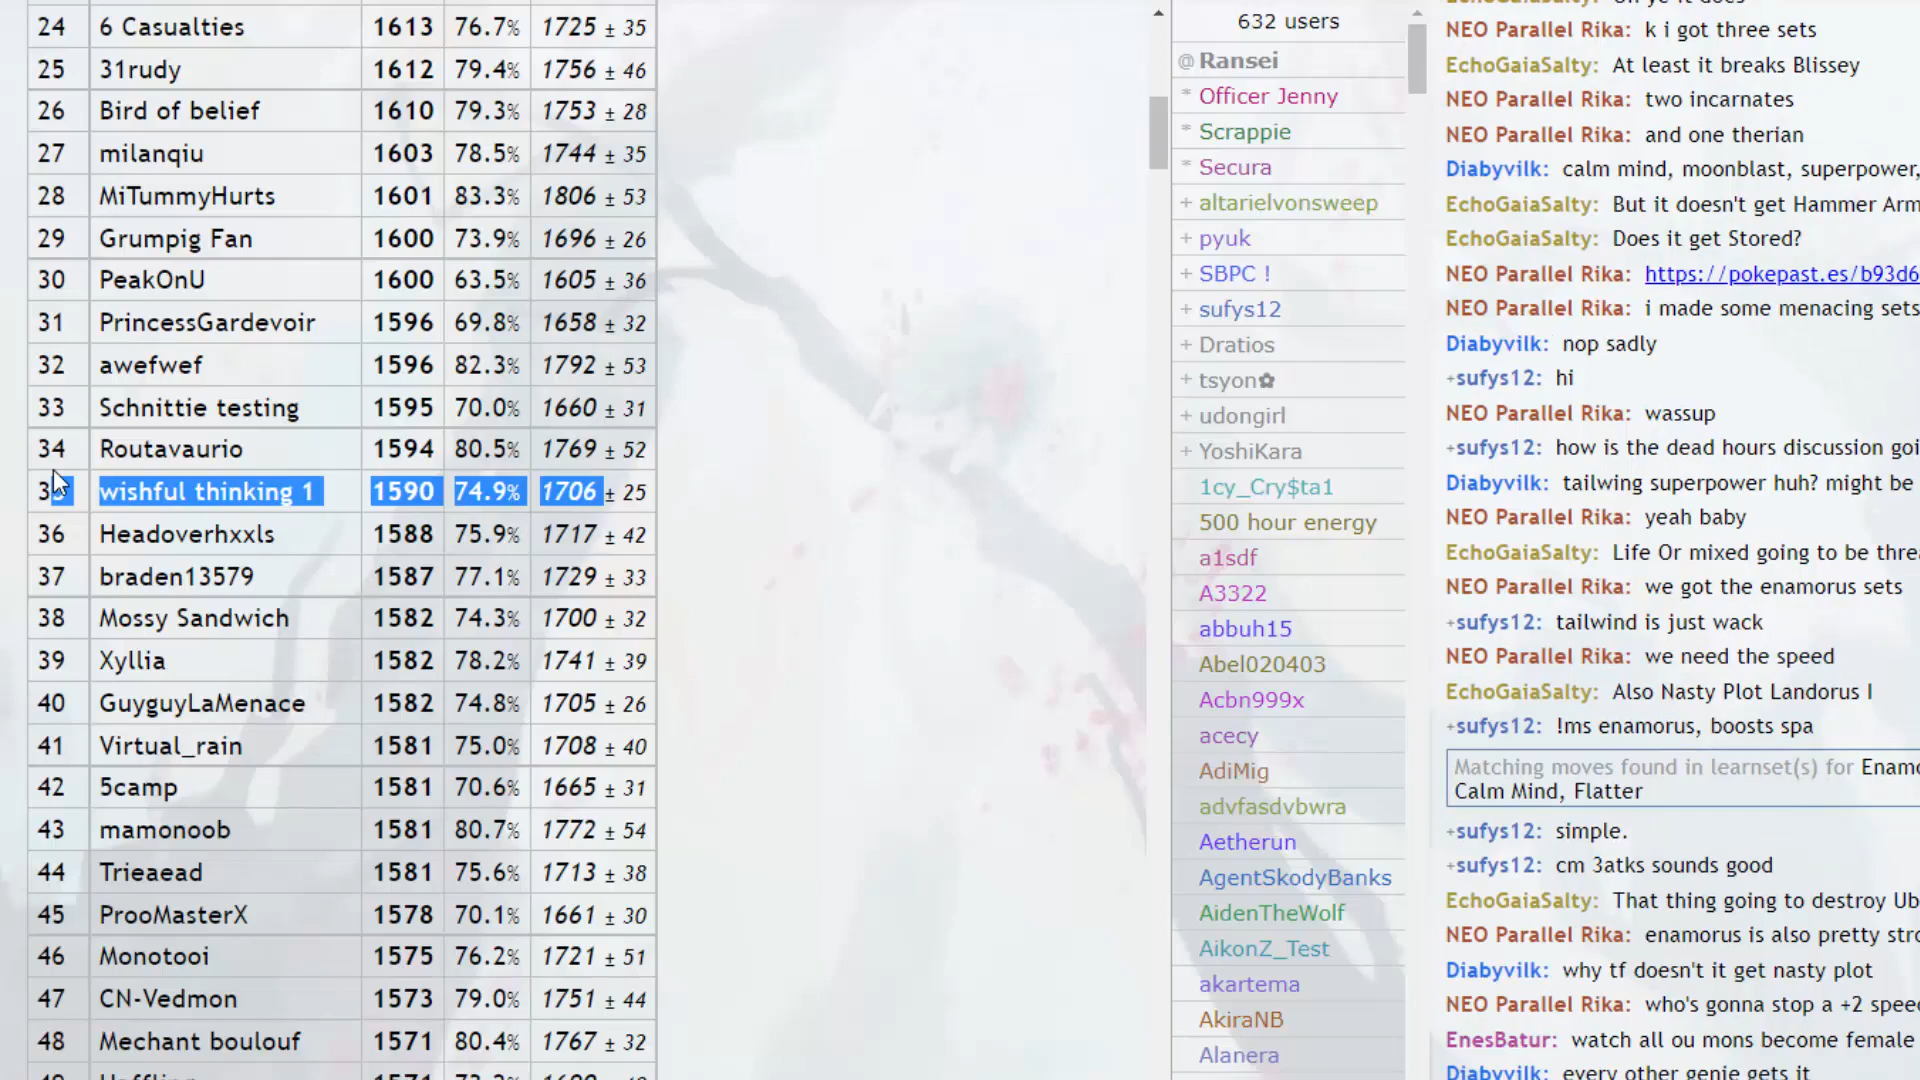 24 6 Casualties 1613 76.7% 1725 ± 35
25 31rudy 1612 79.4% 1756 ± 46
26 Bird of belief 1610 79.3% 1753 ± 28
27 milanqiu 1603 78.5% 1744 ± 35
28 MiTummyHurts 1601 83.3% 1806 ± 53
29 Grumpig Fan 1600 73.9% 1696 ± 26
30 PeakOnU 1600 63.5% 1605 ± 36
31 PrincessGardevoir 1596 69.8% 1658 ± 32
32 awefwef 1596 82.3% 1792 ± 53
33 Schnittie testing 1595 70.0% 1660 ± 31
34 Routavaurio 1594 80.5% 1769 ± 52
35 wishful thinking 1 1590 74.9% 1706 ± 25
36 Headoverhxxls 1588 75.9% 1717 ± 42
37 braden13579 1587 77.1% 1729 ± 33
38 Mossy Sandwich 1582 74.3% 1700 ± 32
39 Xyllia 1582 78.2% 1741 ± 39
40 GuyguyLaMenace 1582 74.8% 1705 ± 26
41 Virtual_rain 1581 75.0% 1708 ± 40
42 5camp 1581 70.6% 1665 ± 31
43 mamonoob 1581 80.7% 1772 ± 54
44 Trieaead 1581 75.6% 1713 ± 38
45 ProoMasterX 1578 70.1% 1661 ± 30
46 Monotooi 1575 76.2% 1721 ± 51
47 CN-Vedmon 1573 79.0% 1751 ± 44
48 Mechant boulouf 1571 80.4% 1767 ± 32
632 users
@Ransei
* Officer Jenny
* Scrappie
* Secura
+ altarielvonsweep
+ pyuk
+ SBPC !
+ sufys12
+ Dratios
+ tsyon✿
+ udongirl
+ YoshiKara
1cy_Cry$ta1
500 hour energy
a1sdf
A3322
abbuh15
Abel020403
Acbn999x
acecy
AdiMig
advfasdvbwra
Aetherun
AgentSkodyBanks
AidenTheWolf
AikonZ_Test
akartema
AkiraNB
Alanera
NEO Parallel Rika: k i got three sets
EchoGaiaSalty: At least it breaks Blissey
NEO Parallel Rika: two incarnates
NEO Parallel Rika: and one therian
Diabyvilk: calm mind, moonblast, superpower,
EchoGaiaSalty: But it doesn't get Hammer Arm
EchoGaiaSalty: Does it get Stored?
NEO Parallel Rika: https://pokepast.es/b93d6
NEO Parallel Rika: i made some menacing sets
Diabyvilk: nop sadly
+sufys12: hi
NEO Parallel Rika: wassup
+sufys12: how is the dead hours discussion goi
Diabyvilk: tailwing superpower huh? might be
NEO Parallel Rika: yeah baby
EchoGaiaSalty: Life Or mixed going to be thre
NEO Parallel Rika: we got the enamorus sets
+sufys12: tailwind is just wack
NEO Parallel Rika: we need the speed
EchoGaiaSalty: Also Nasty Plot Landorus I
+sufys12: !ms enamorus, boosts spa
Matching moves found in learnset(s) for Enamo
Calm Mind, Flatter
+sufys12: simple.
+sufys12: cm 3atks sounds good
EchoGaiaSalty: That thing going to destroy Ub
NEO Parallel Rika: enamorus is also pretty stro
Diabyvilk: why tf doesn't it get nasty plot
NEO Parallel Rika: who's gonna stop a +2 spee
EnesBatur: watch all ou mons become female
Diabyvilk: every other genie gets it